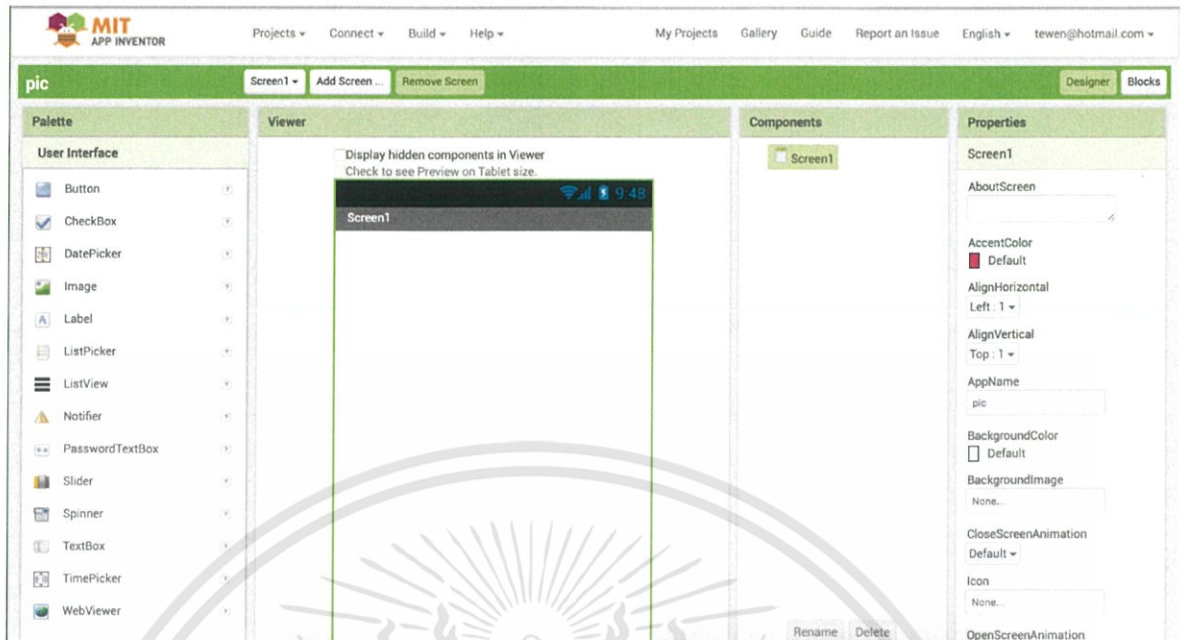 MIT
APP INVENTOR
Projects Connect Build Help My Projects Gallery Guide Report an Issue English tewen@hotmail.com
pic Screen1 Add Screen ... Remove Screen Designer Blocks
Palette
User Interface
Button
CheckBox
DatePicker
Image
Label
ListPicker
ListView
Notifier
PasswordTextBox
Slider
Spinner
TextBox
TimePicker
WebViewer
Viewer
Display hidden components in Viewer
Check to see Preview on Tablet size.
9:48
Screen1
Components
Screen1
Rename Delete
Properties
Screen1
AboutScreen
AccentColor
Default
AlignHorizontal
Left : 1
AlignVertical
Top : 1
AppName
pic
BackgroundColor
Default
BackgroundImage
None...
CloseScreenAnimation
Default
Icon
None...
OpenScreenAnimation